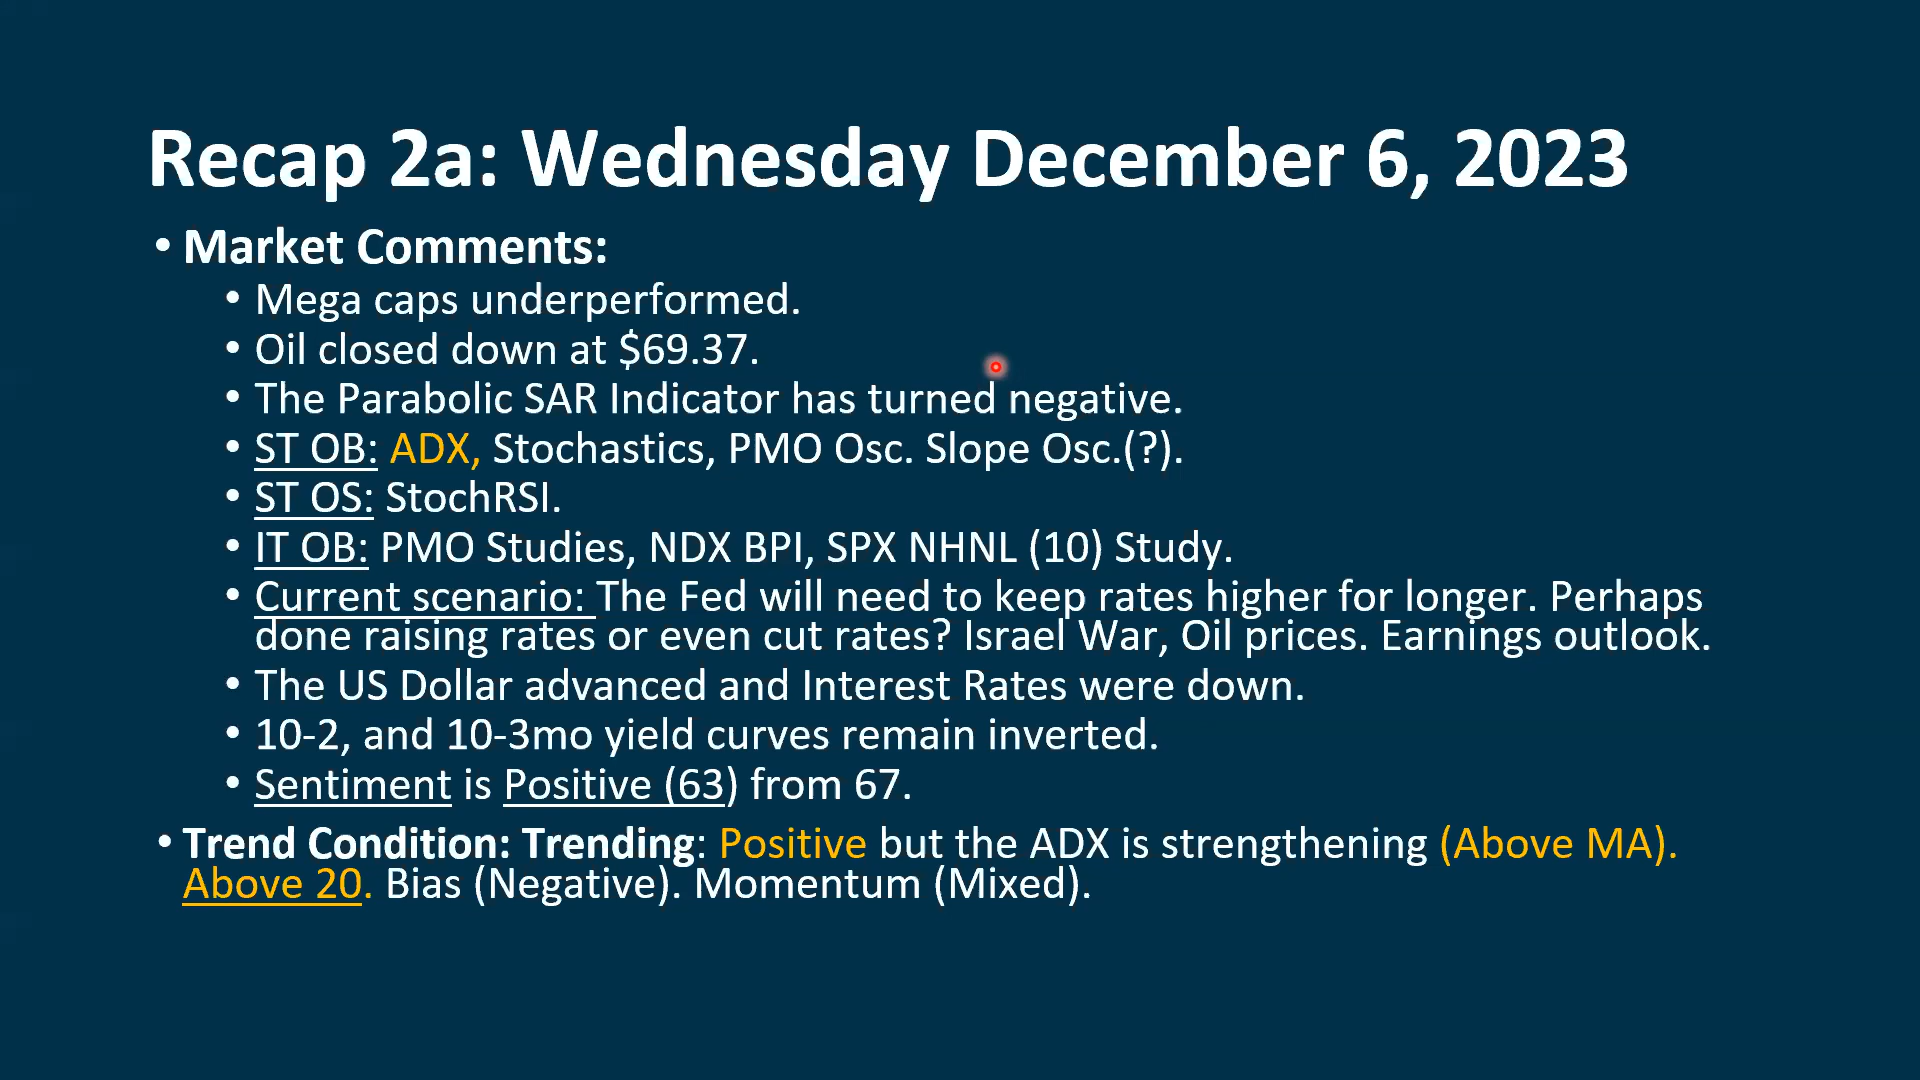 Recap 2a: Wednesday December 6, 2023
• Market Comments:
• Mega caps underperformed.
• Oil closed down at $69.37.
• The Parabolic SAR Indicator has turned negative.
• ST OB: ADX, Stochastics, PMO Osc. Slope Osc.(?).
• ST OS: StochRSI.
• IT OB: PMO Studies, NDX BPI, SPX NHNL (10) Study.
• Current scenario: The Fed will need to keep rates higher for longer. Perhaps
done raising rates or even cut rates? Israel War, Oil prices. Earnings outlook.
• The US Dollar advanced and Interest Rates were down.
• 10-2, and 10-3mo yield curves remain inverted.
• Sentiment is Positive (63) from 67.
• Trend Condition: Trending: Positive but the ADX is strengthening (Above MA).
Above 20. Bias (Negative). Momentum (Mixed).